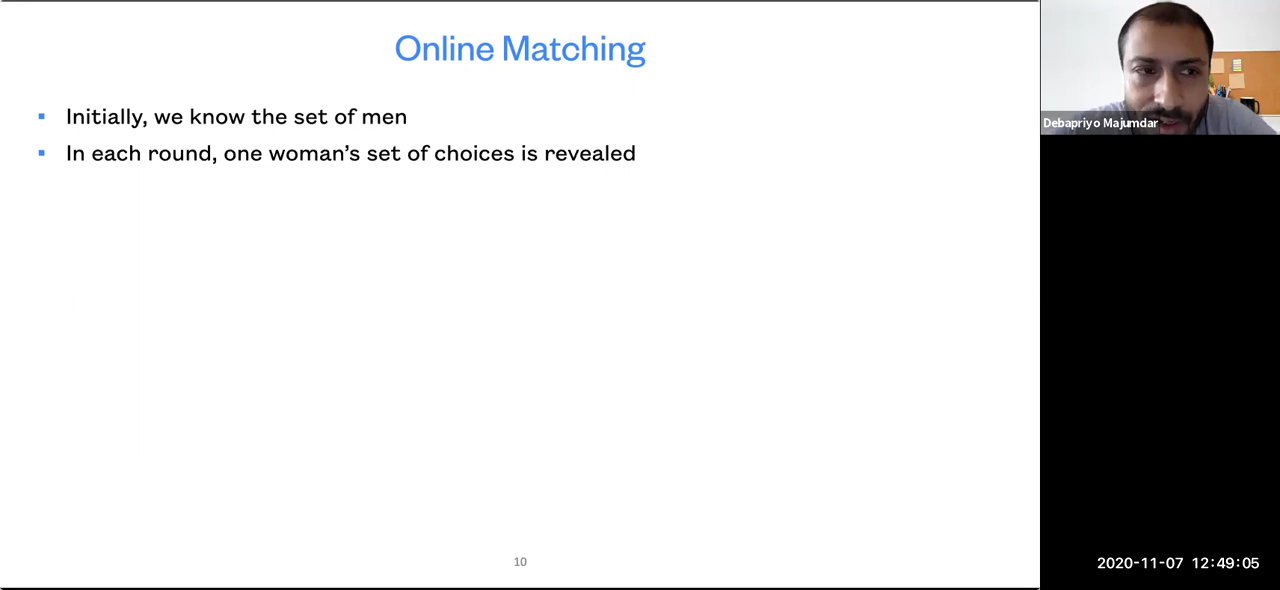 Online Matching
Initially, we know the set of men
In each round, one woman’s set of choices is revealed
10
Debapriyo Majumdar
2020-11-07 12:49:05